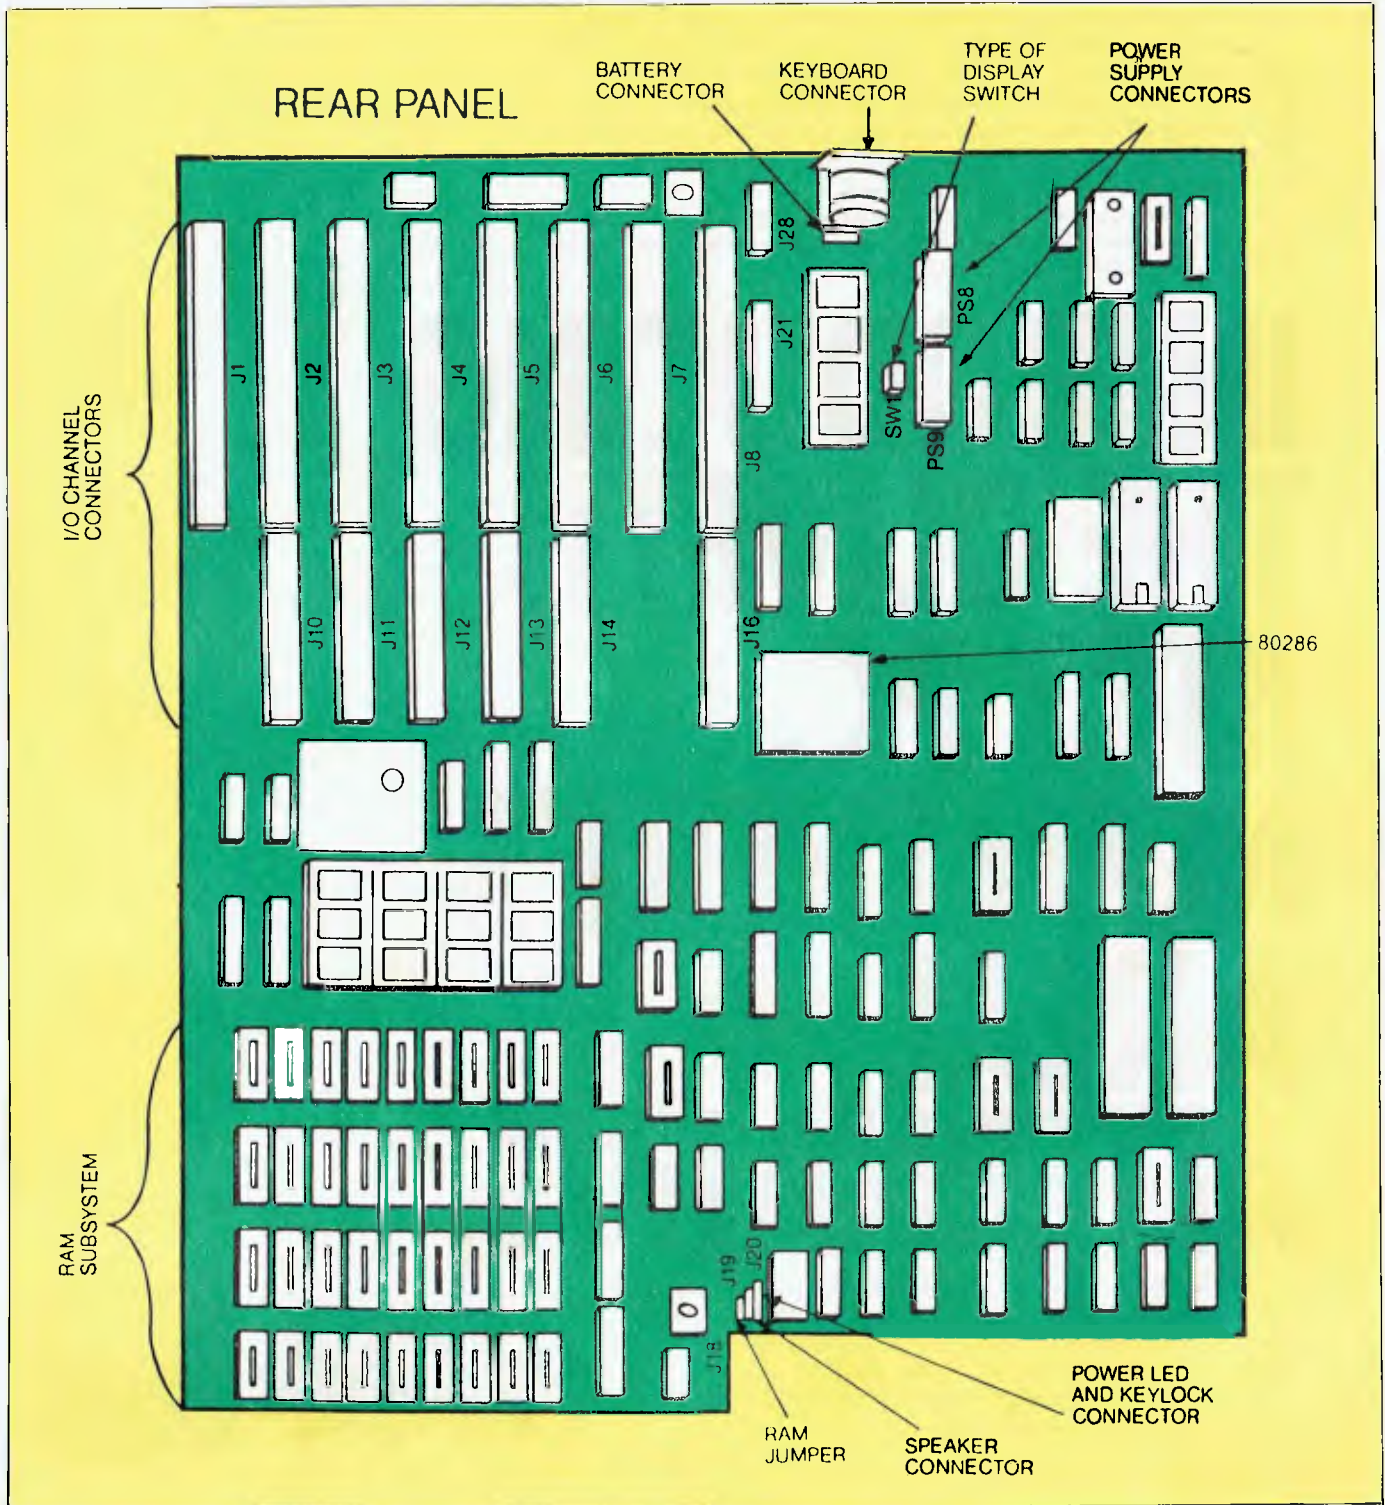 REAR PANEL
BATTERY
CONNECTOR
KEYBOARD
CONNECTOR
TYPE OF
DISPLAY
SWITCH
POWER
SUPPLY
CONNECTORS
I/O CHANNEL
CONNECTORS
J1
J2
J3
J4
J5
J6
J7
J8
J28
J21
SW1
PS8
PS9
J10
J11
J12
J13
J14
J16
80286
RAM
SUBSYSTEM
J18
J19
J20
RAM
JUMPER
SPEAKER
CONNECTOR
POWER LED
AND KEYLOCK
CONNECTOR